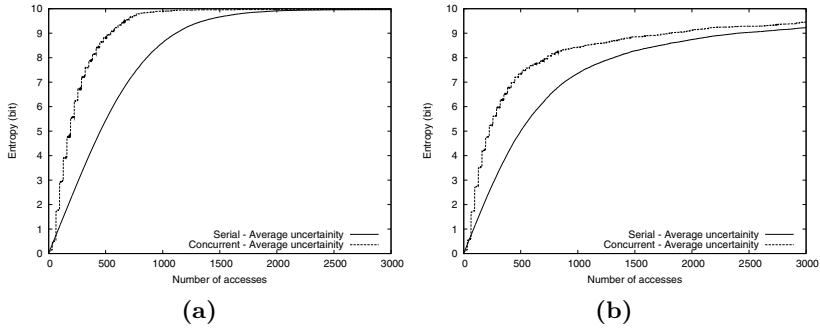 10
9
8
7
6
5
4
3
2
1
0
Entropy (bit)
Serial - Average uncertainity
Concurrent - Average uncertainity
0 500 1000 1500 2000 2500 3000
Number of accesses
(a)
10
9
8
7
6
5
4
3
2
1
0
Entropy (bit)
Serial - Average uncertainity
Concurrent - Average uncertainity
0 500 1000 1500 2000 2500 3000
Number of accesses
(b)